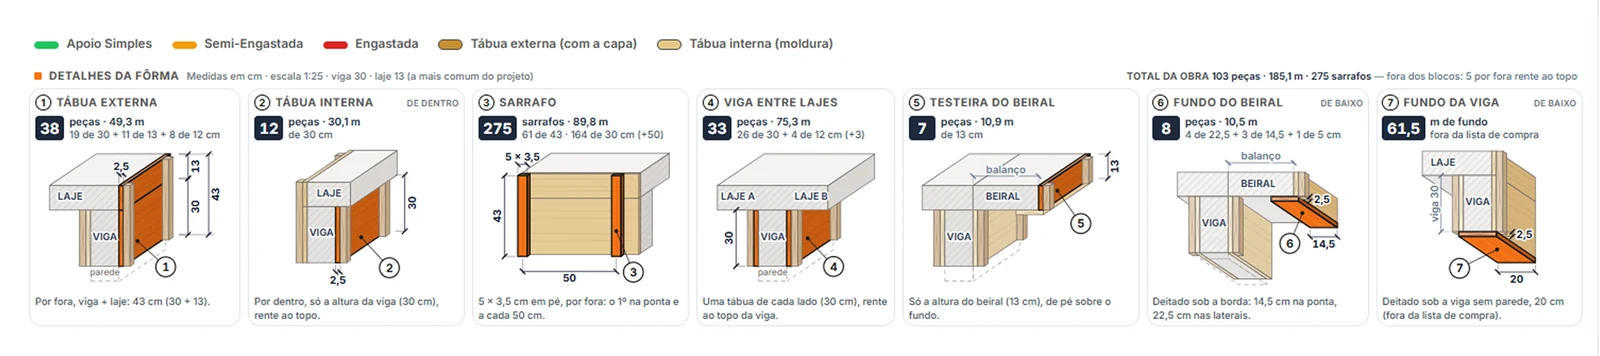 Apoio Simples
Semi-Engastada
Engastada
Tábua externa (com a capa)
Tábua interna (moldura)
DETALHES DA FÔRMA Medidas em cm · escala 1:25 · viga 30 · laje 13 (a mais comum do projeto)
TOTAL DA OBRA 103 peças · 185,1 m · 275 sarrafos — fora dos blocos: 5 por fora rente ao topo
1 TÁBUA EXTERNA
38 peças · 49,3 m
19 de 30 + 11 de 13 + 8 de 12 cm
2,5
13
43
30
LAJE
VIGA
parede
1
Por fora, viga + laje: 43 cm (30 + 13).
2 TÁBUA INTERNA DE DENTRO
12 peças · 30,1 m
de 30 cm
LAJE
30
VIGA
2
2,5
Por dentro, só a altura da viga (30 cm),
rente ao topo.
3 SARRAFO
275 sarrafos · 89,8 m
61 de 43 · 164 de 30 cm (+50)
5 × 3,5
43
50
3
5 × 3,5 cm em pé, por fora: o 1º na ponta e
a cada 50 cm.
4 VIGA ENTRE LAJES
33 peças · 75,3 m
26 de 30 + 4 de 12 cm (+3)
LAJE A
LAJE B
30
VIGA
parede
4
Uma tábua de cada lado (30 cm), rente
ao topo da viga.
5 TESTEIRA DO BEIRAL
7 peças · 10,9 m
de 13 cm
balanço
13
BEIRAL
VIGA
5
Só a altura do beiral (13 cm), de pé sobre o
fundo.
6 FUNDO DO BEIRAL DE BAIXO
8 peças · 10,5 m
4 de 22,5 + 3 de 14,5 + 1 de 5 cm
balanço
BEIRAL
2,5
VIGA
6
14,5
Deitado sob a borda: 14,5 cm na ponta,
22,5 cm nas laterais.
7 FUNDO DA VIGA DE BAIXO
61,5 m de fundo
fora da lista de compra
LAJE
viga 30
VIGA
2,5
7
20
Deitado sob a viga sem parede, 20 cm
(fora da lista de compra).